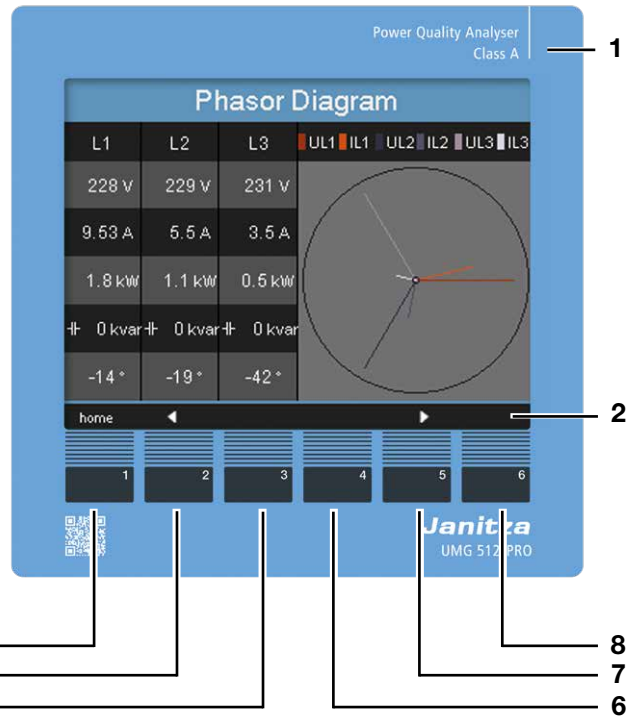 Power Quality Analyser
Class A
1
Phasor Diagram
L1 L2 L3 UL1 IL1 UL2 IL2 UL3 IL3
228 V 229 V 231 V
9.53 A 5.5 A 3.5 A
1.8 kW 1.1 kW 0.5 kW
0 kvar 0 kvar 0 kvar
-14 ° -19 ° -42 °
home
2
1 2 3 4 5 6
Janitza
UMG 512 PRO
8
7
6